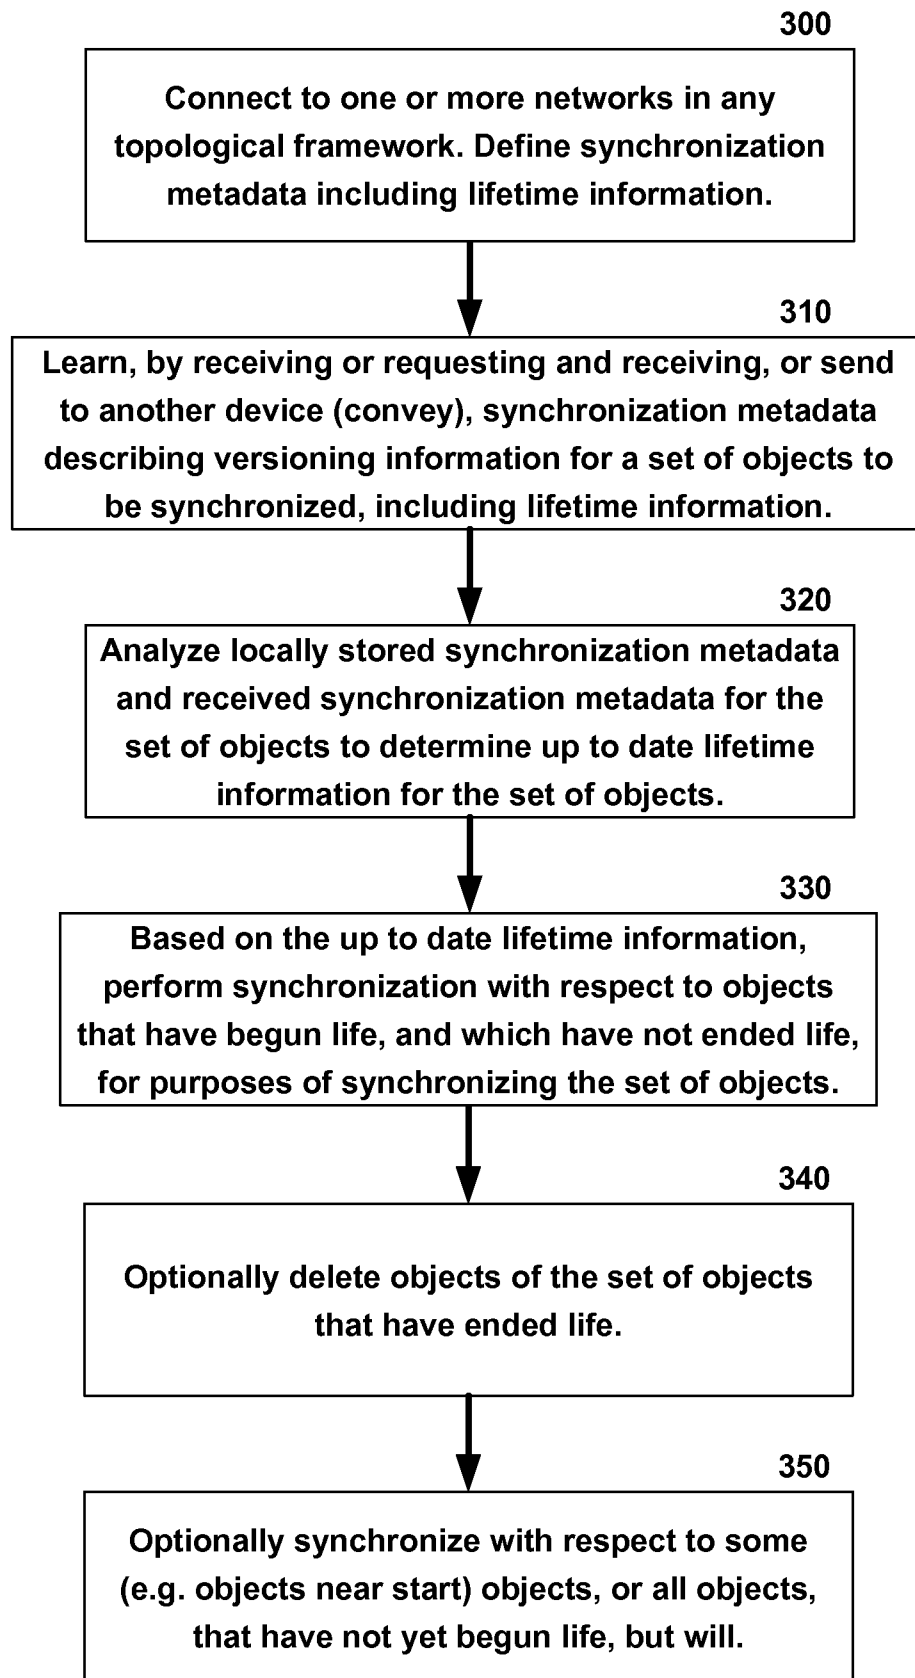 300
Connect to one or more networks in any
topological framework. Define synchronization
metadata including lifetime information.
310
Learn, by receiving or requesting and receiving, or send
to another device (convey), synchronization metadata
describing versioning information for a set of objects to
be synchronized, including lifetime information.
320
Analyze locally stored synchronization metadata
and received synchronization metadata for the
set of objects to determine up to date lifetime
information for the set of objects.
330
Based on the up to date lifetime information,
perform synchronization with respect to objects
that have begun life, and which have not ended life,
for purposes of synchronizing the set of objects.
340
Optionally delete objects of the set of objects
that have ended life.
350
Optionally synchronize with respect to some
(e.g. objects near start) objects, or all objects,
that have not yet begun life, but will.